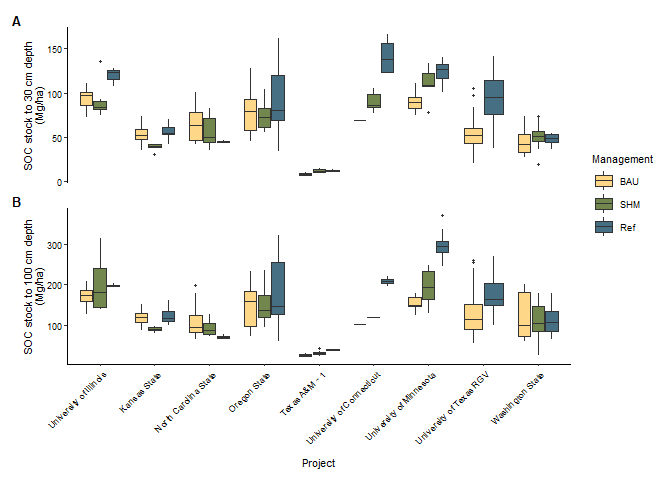 A
SOC stock to 30 cm depth
(Mg/ha)
150
100
50
0
B
SOC stock to 100 cm depth
(Mg/ha)
300
200
100
University of Illinois
Kansas State
North Carolina State
Oregon State
Texas A&M - 1
University of Connecticut
University of Minnesota
University of Texas RGV
Washington State
Project
Management
BAU
SHM
Ref